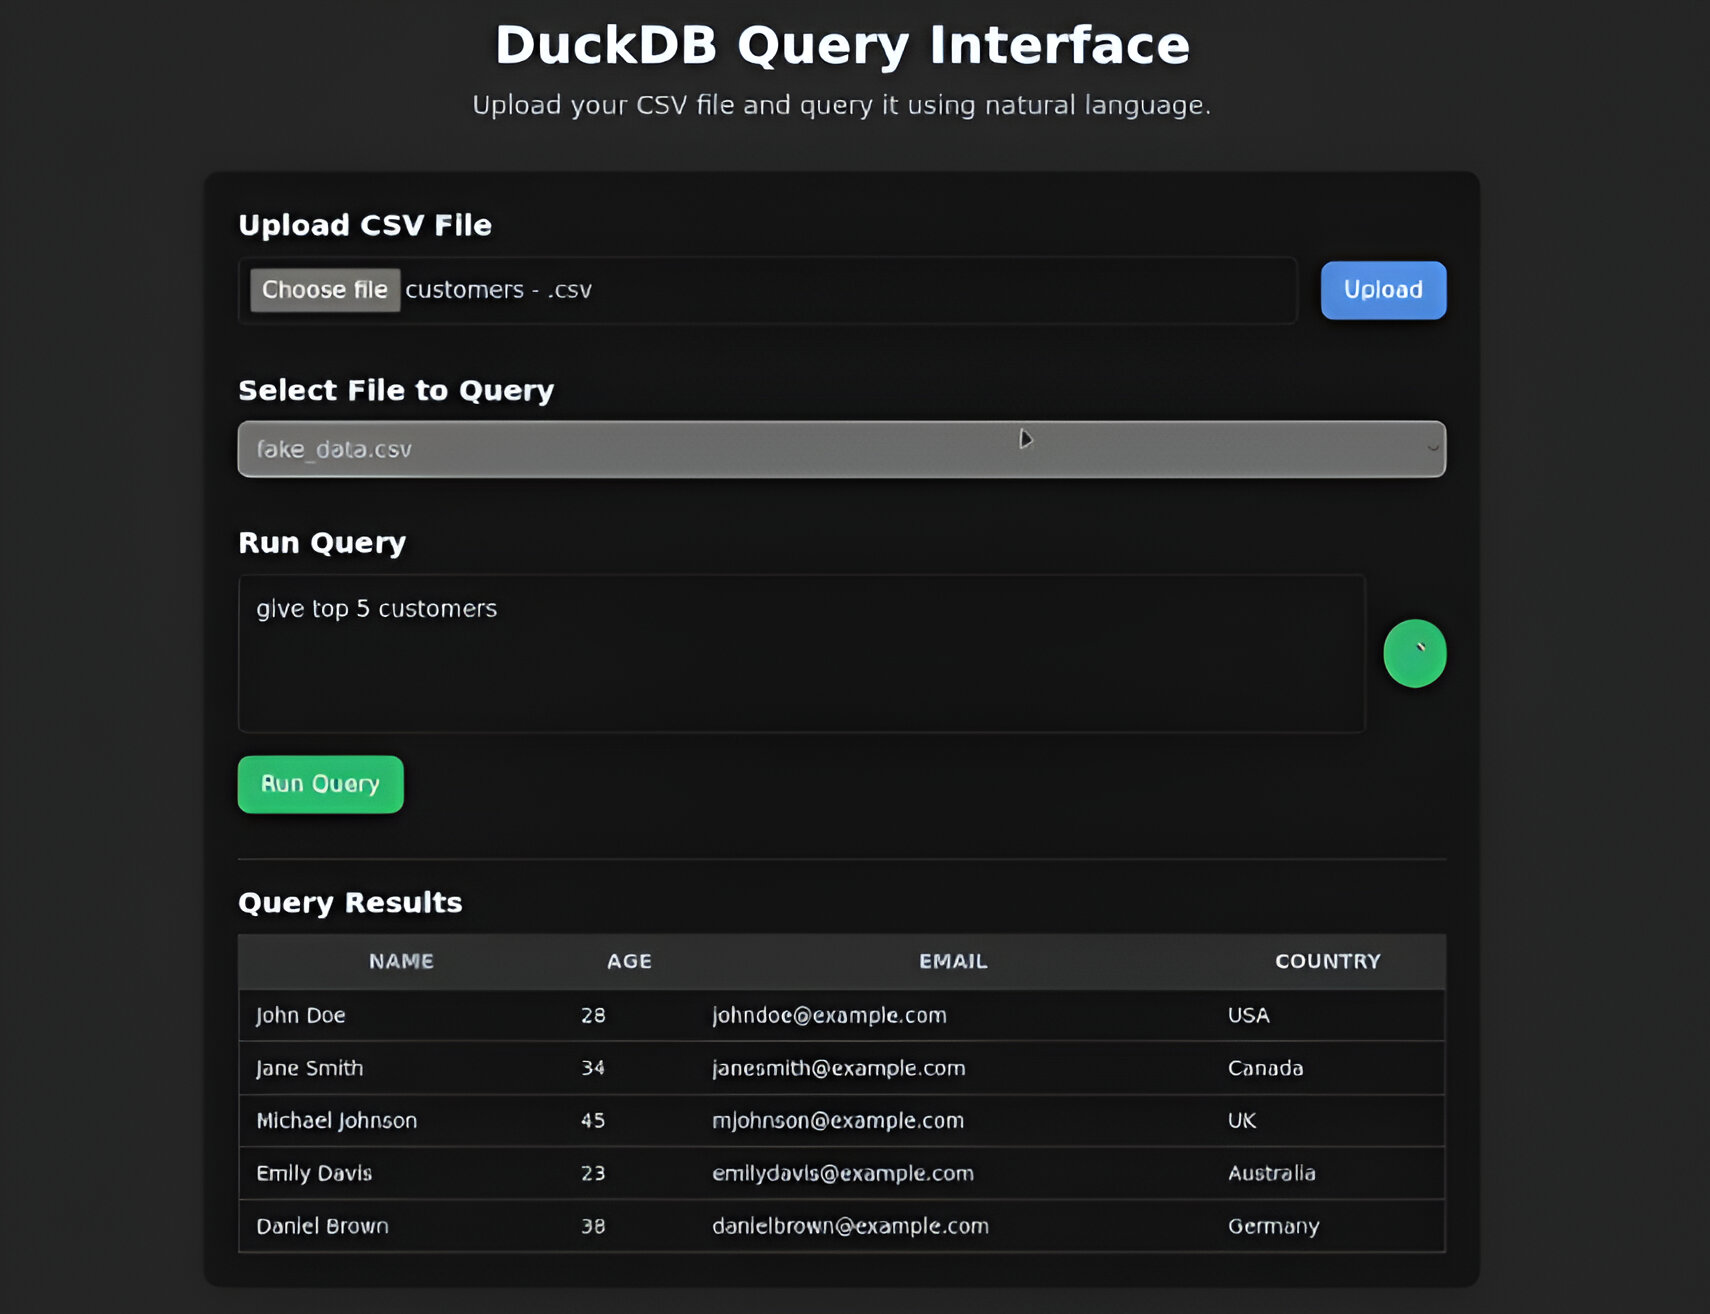 DuckDB Query Interface
Upload your CSV file and query it using natural language.
Upload CSV File
Choose file customers - .csv Upload
Select File to Query
fake_data.csv
Run Query
give top 5 customers
Run Query
Query Results
NAME AGE EMAIL COUNTRY
John Doe 28 johndoe@example.com USA
Jane Smith 34 janesmith@example.com Canada
Michael Johnson 45 mjohnson@example.com UK
Emily Davis 23 emilydavis@example.com Australia
Daniel Brown 38 danielbrown@example.com Germany